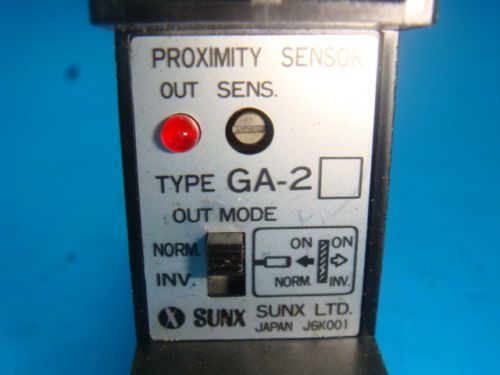 PROXIMITY SENSOR
OUT SENS.
TYPE GA-2
OUT MODE
NORM.
INV.
ON ON
NORM. INV.
SUNX SUNX LTD.
JAPAN J6K001